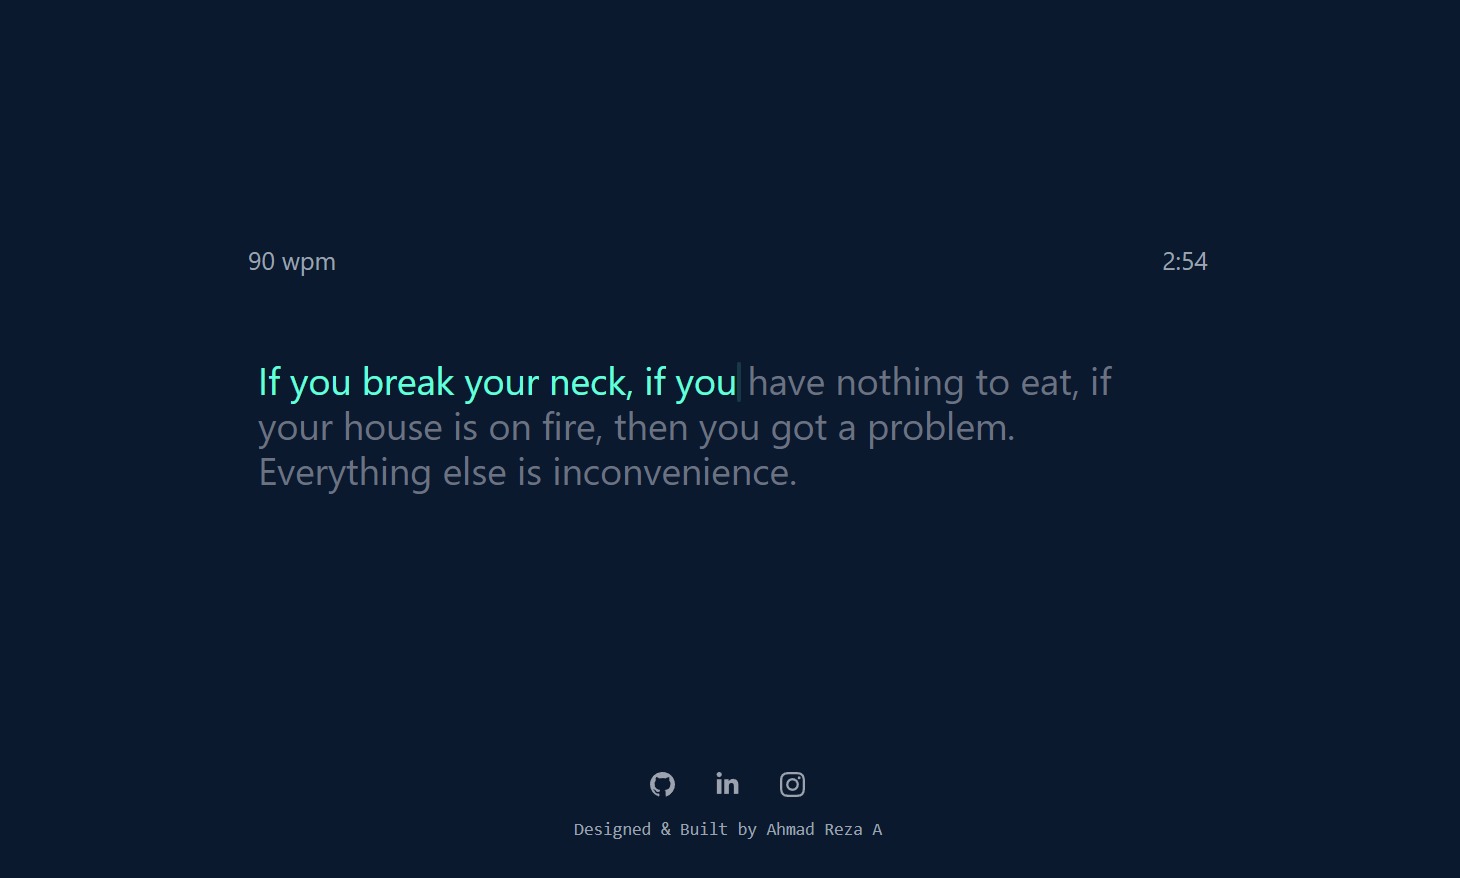 90 wpm
2:54
If you break your neck, if you have nothing to eat, if
your house is on fire, then you got a problem.
Everything else is inconvenience.
Designed & Built by Ahmad Reza A